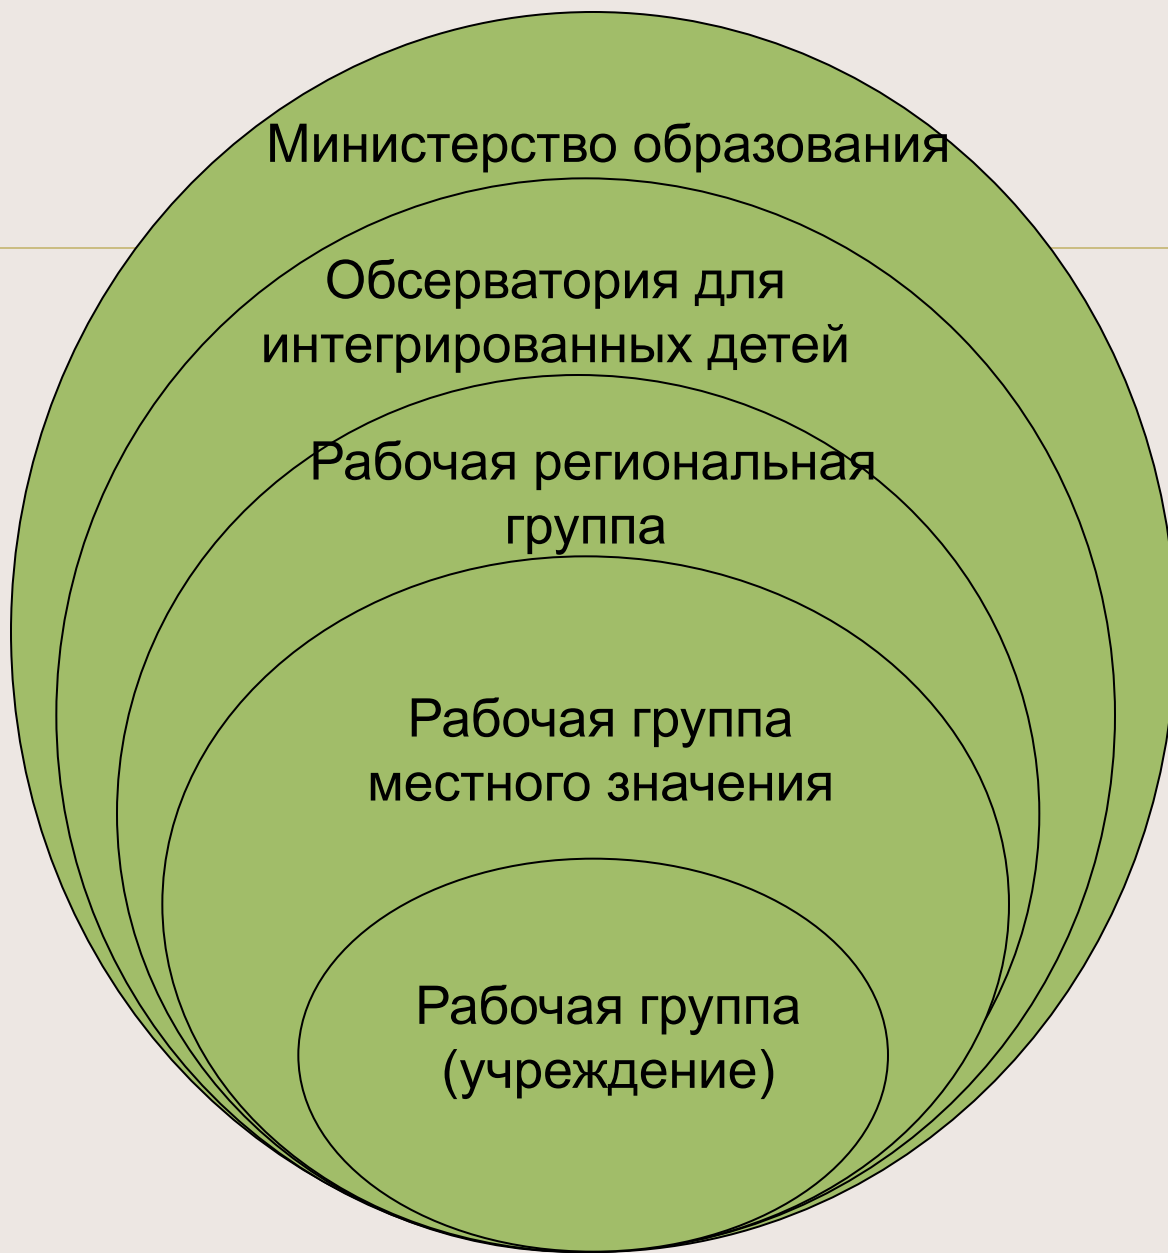 Министерство образования
Обсерватория для
интегрированных детей
Рабочая региональная
группа
Рабочая группа
местного значения
Рабочая группа
(учреждение)